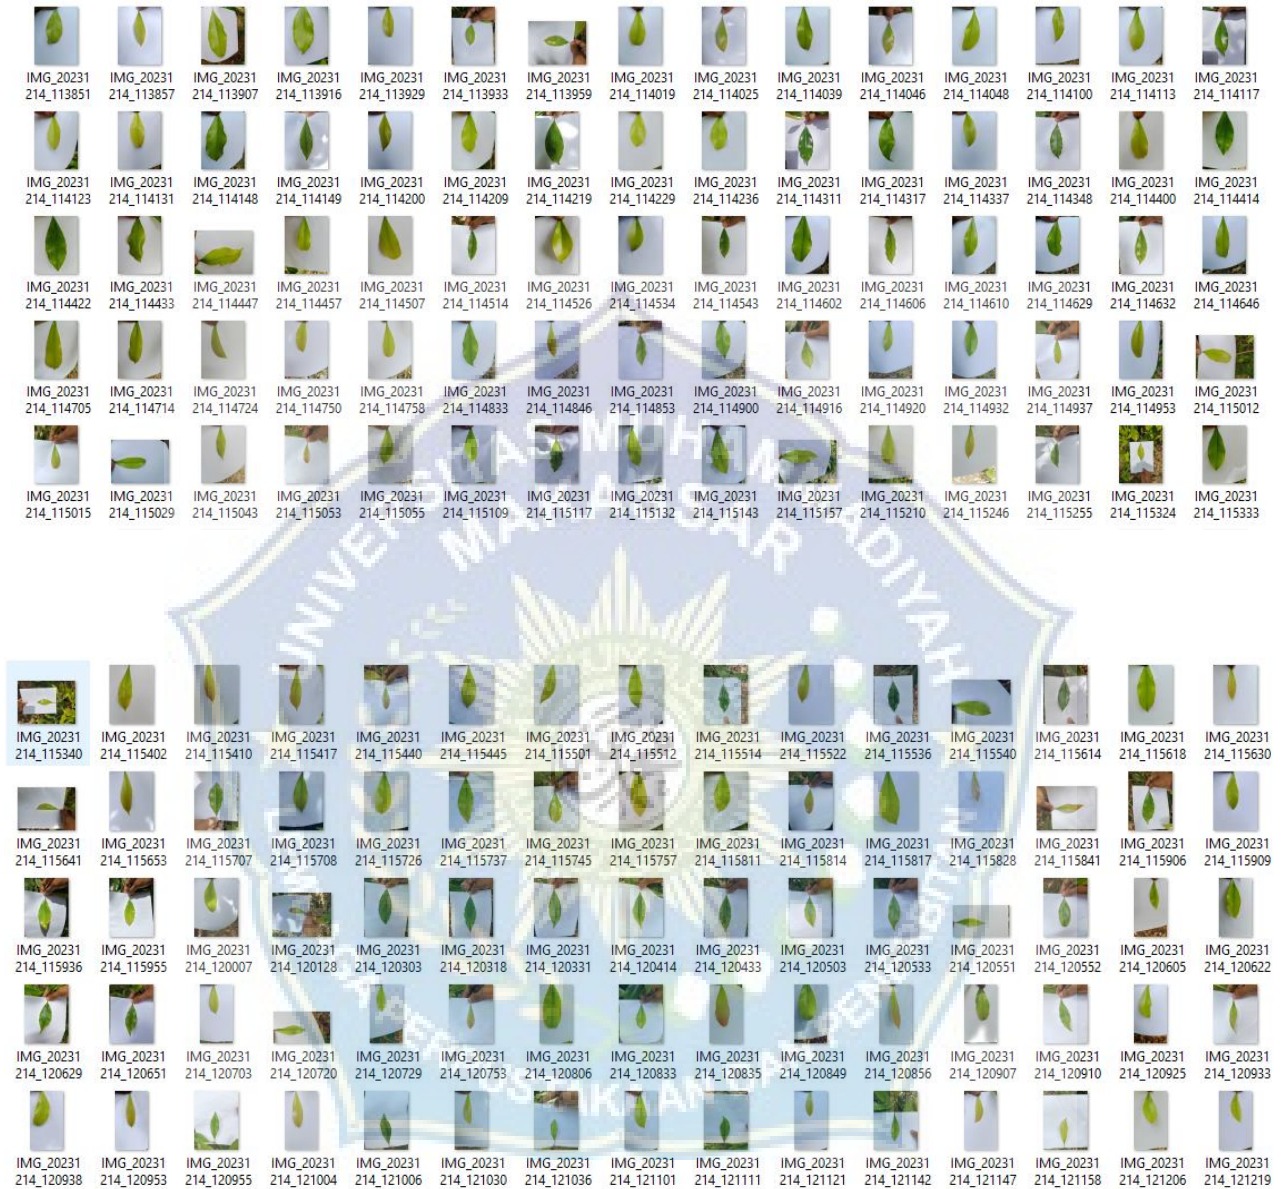 IMG_20231 IMG_20231 IMG_20231 IMG_20231 IMG_20231 IMG_20231 IMG_20231 IMG_20231 IMG_20231 IMG_20231 IMG_20231 IMG_20231 IMG_20231 IMG_20231 IMG_20231
214_113851 214_113857 214_113907 214_113916 214_113929 214_113933 214_113959 214_114019 214_114025 214_114039 214_114046 214_114048 214_114100 214_114113 214_114117
IMG_20231 IMG_20231 IMG_20231 IMG_20231 IMG_20231 IMG_20231 IMG_20231 IMG_20231 IMG_20231 IMG_20231 IMG_20231 IMG_20231 IMG_20231 IMG_20231 IMG_20231
214_114123 214_114131 214_114148 214_114149 214_114200 214_114209 214_114219 214_114229 214_114236 214_114311 214_114317 214_114337 214_114348 214_114400 214_114414
IMG_20231 IMG_20231 IMG_20231 IMG_20231 IMG_20231 IMG_20231 IMG_20231 IMG_20231 IMG_20231 IMG_20231 IMG_20231 IMG_20231 IMG_20231 IMG_20231 IMG_20231
214_114422 214_114433 214_114447 214_114457 214_114507 214_114514 214_114526 214_114534 214_114543 214_114602 214_114606 214_114610 214_114629 214_114632 214_114646
IMG_20231 IMG_20231 IMG_20231 IMG_20231 IMG_20231 IMG_20231 IMG_20231 IMG_20231 IMG_20231 IMG_20231 IMG_20231 IMG_20231 IMG_20231 IMG_20231 IMG_20231
214_114705 214_114714 214_114724 214_114750 214_114758 214_114833 214_114846 214_114853 214_114900 214_114916 214_114920 214_114932 214_114937 214_114953 214_115012
IMG_20231 IMG_20231 IMG_20231 IMG_20231 IMG_20231 IMG_20231 IMG_20231 IMG_20231 IMG_20231 IMG_20231 IMG_20231 IMG_20231 IMG_20231 IMG_20231 IMG_20231
214_115015 214_115029 214_115043 214_115053 214_115055 214_115109 214_115117 214_115132 214_115143 214_115157 214_115210 214_115246 214_115255 214_115324 214_115333
UNIVERSITAS MUHAMMADIYAH
MAKASSAR
IMG_20231 IMG_20231 IMG_20231 IMG_20231 IMG_20231 IMG_20231 IMG_20231 IMG_20231 IMG_20231 IMG_20231 IMG_20231 IMG_20231 IMG_20231 IMG_20231 IMG_20231
214_115340 214_115402 214_115410 214_115417 214_115440 214_115445 214_115501 214_115512 214_115514 214_115522 214_115536 214_115540 214_115614 214_115618 214_115630
IMG_20231 IMG_20231 IMG_20231 IMG_20231 IMG_20231 IMG_20231 IMG_20231 IMG_20231 IMG_20231 IMG_20231 IMG_20231 IMG_20231 IMG_20231 IMG_20231 IMG_20231
214_115641 214_115653 214_115707 214_115708 214_115726 214_115737 214_115745 214_115757 214_115811 214_115814 214_115817 214_115828 214_115841 214_115906 214_115909
IMG_20231 IMG_20231 IMG_20231 IMG_20231 IMG_20231 IMG_20231 IMG_20231 IMG_20231 IMG_20231 IMG_20231 IMG_20231 IMG_20231 IMG_20231 IMG_20231 IMG_20231
214_115936 214_115955 214_120007 214_120128 214_120303 214_120318 214_120331 214_120414 214_120433 214_120503 214_120533 214_120551 214_120552 214_120605 214_120622
IMG_20231 IMG_20231 IMG_20231 IMG_20231 IMG_20231 IMG_20231 IMG_20231 IMG_20231 IMG_20231 IMG_20231 IMG_20231 IMG_20231 IMG_20231 IMG_20231 IMG_20231
214_120629 214_120651 214_120703 214_120720 214_120729 214_120753 214_120806 214_120833 214_120835 214_120849 214_120856 214_120907 214_120910 214_120925 214_120933
IMG_20231 IMG_20231 IMG_20231 IMG_20231 IMG_20231 IMG_20231 IMG_20231 IMG_20231 IMG_20231 IMG_20231 IMG_20231 IMG_20231 IMG_20231 IMG_20231 IMG_20231
214_120938 214_120953 214_120955 214_121004 214_121006 214_121030 214_121036 214_121101 214_121111 214_121121 214_121142 214_121147 214_121158 214_121206 214_121219